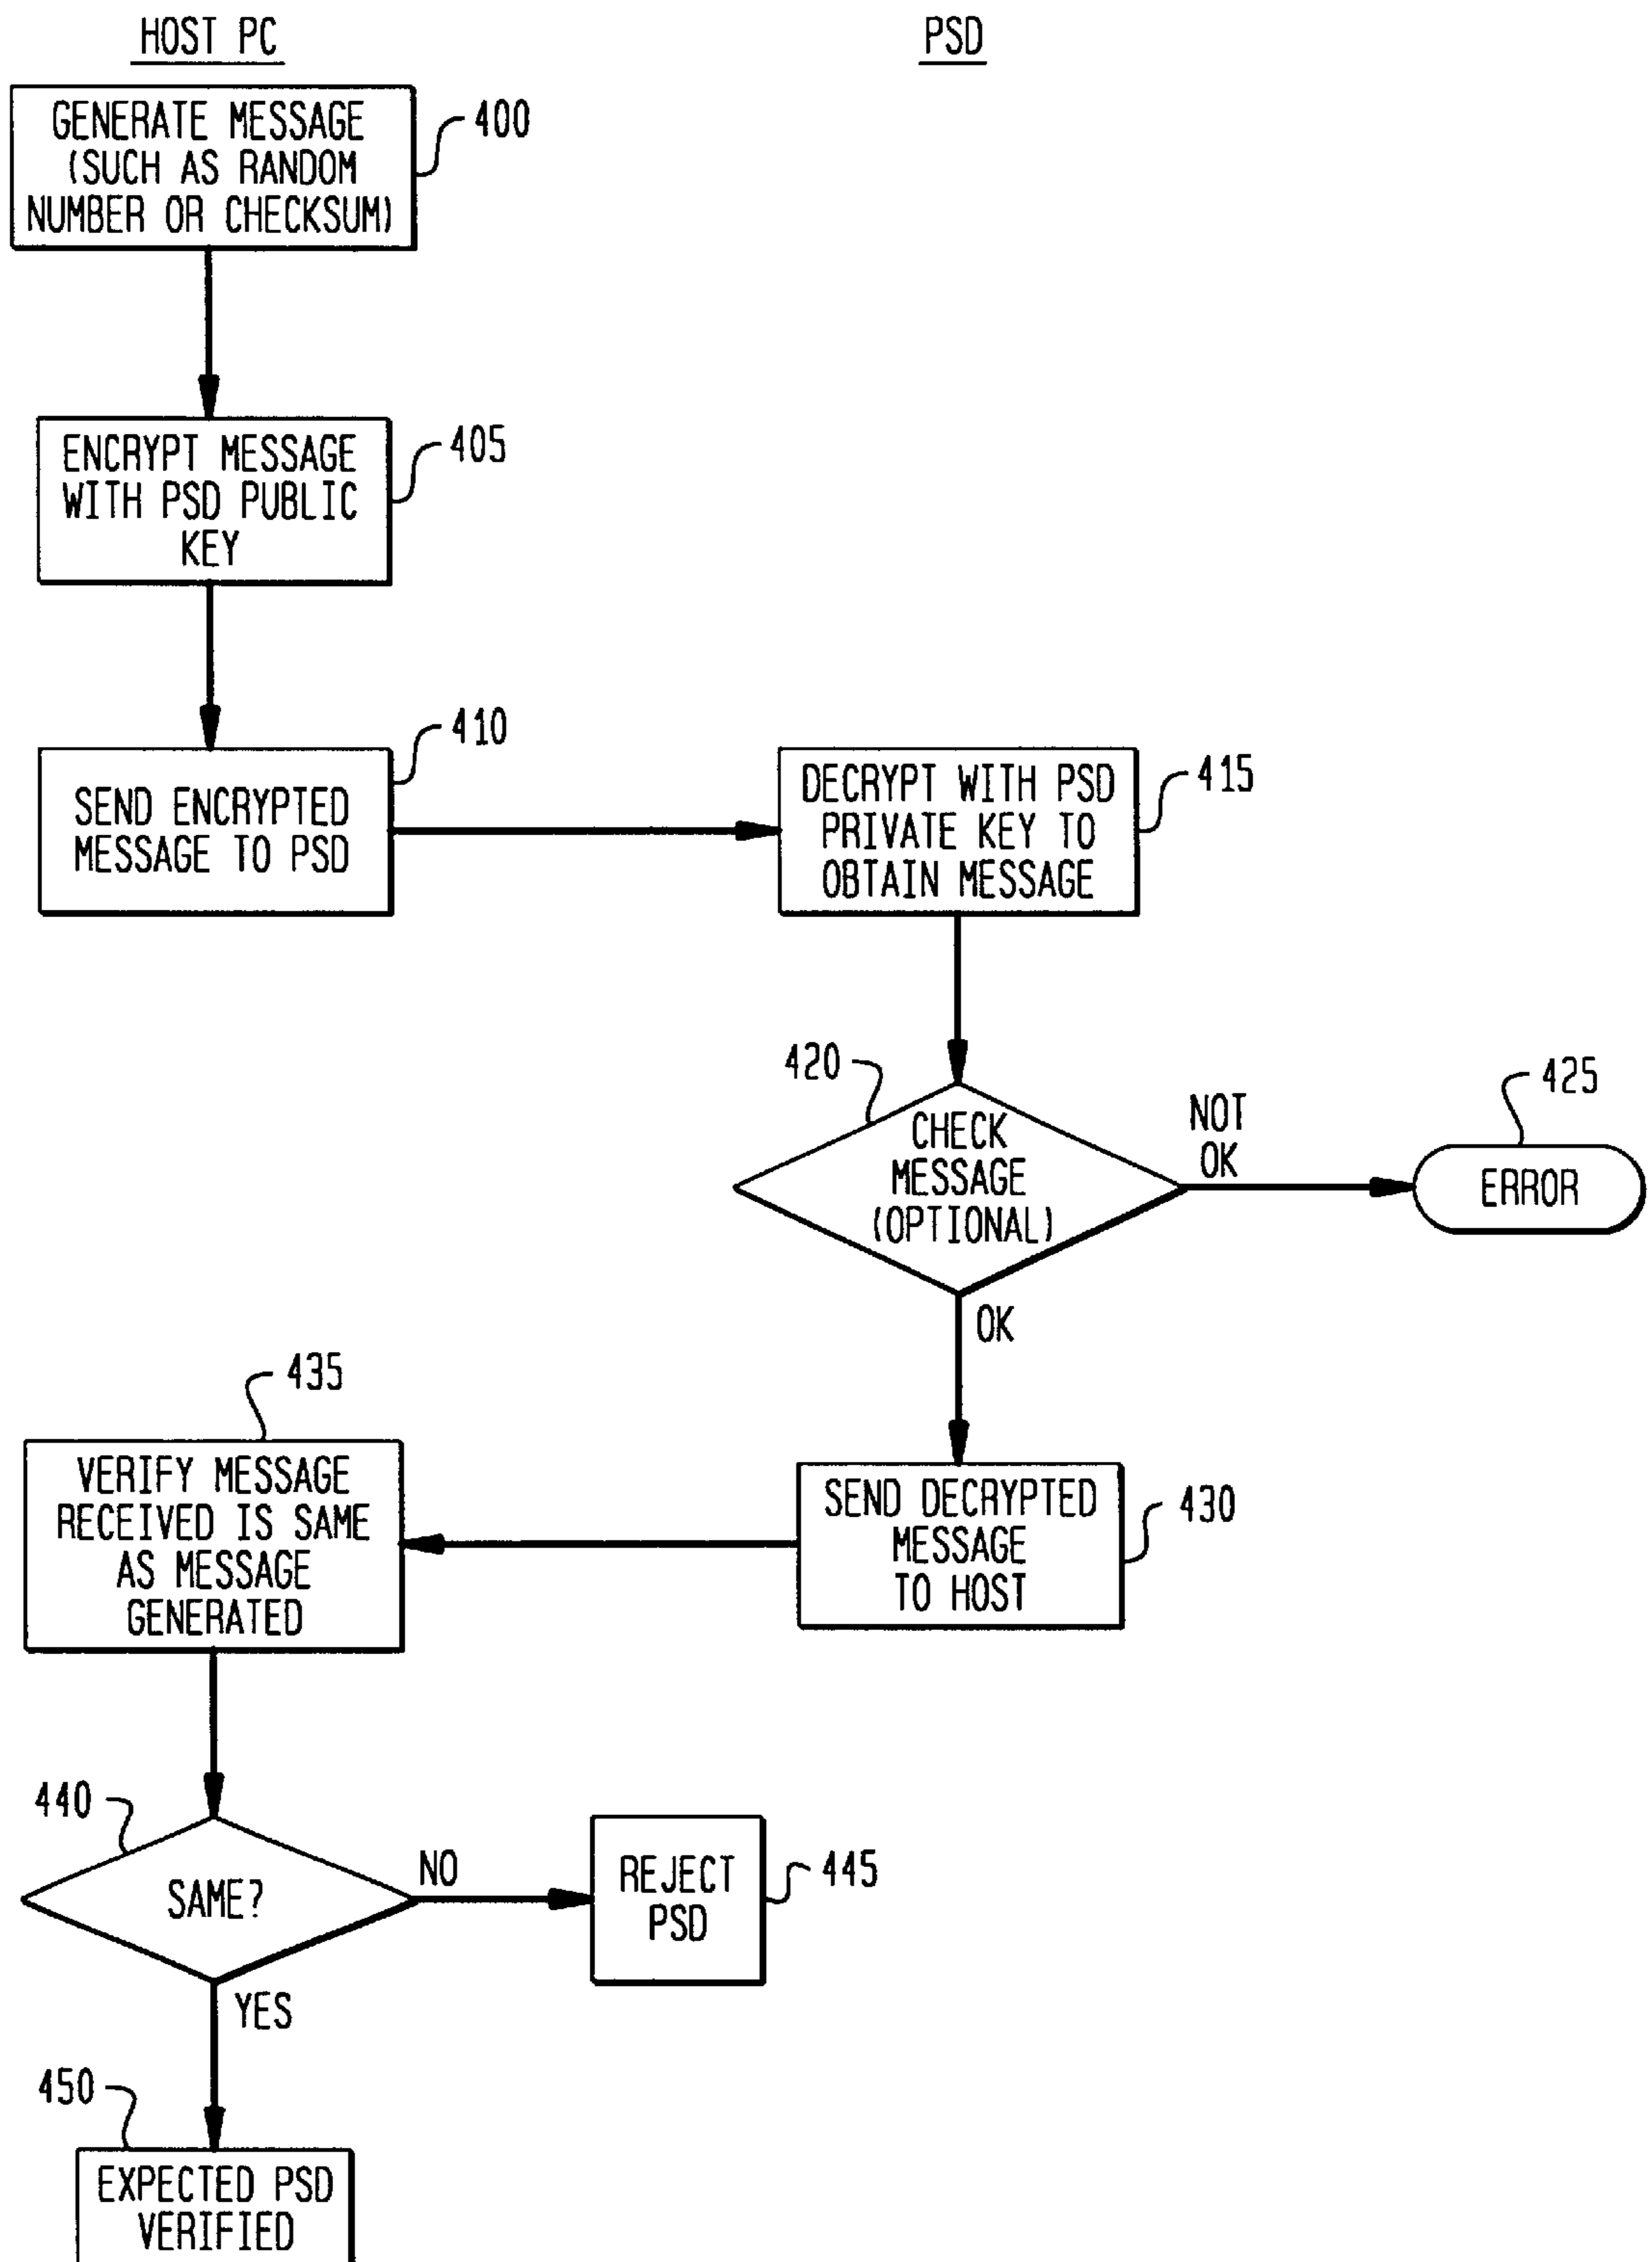 HOST PC
PSD
GENERATE MESSAGE
(SUCH AS RANDOM
NUMBER OR CHECKSUM)
400
ENCRYPT MESSAGE
WITH PSD PUBLIC
KEY
405
SEND ENCRYPTED
MESSAGE TO PSD
410
DECRYPT WITH PSD
PRIVATE KEY TO
OBTAIN MESSAGE
415
420
CHECK
MESSAGE
(OPTIONAL)
NOT
OK
425
ERROR
OK
435
VERIFY MESSAGE
RECEIVED IS SAME
AS MESSAGE
GENERATED
SEND DECRYPTED
MESSAGE
TO HOST
430
440
SAME?
NO
REJECT
PSD
445
YES
450
EXPECTED PSD
VERIFIED